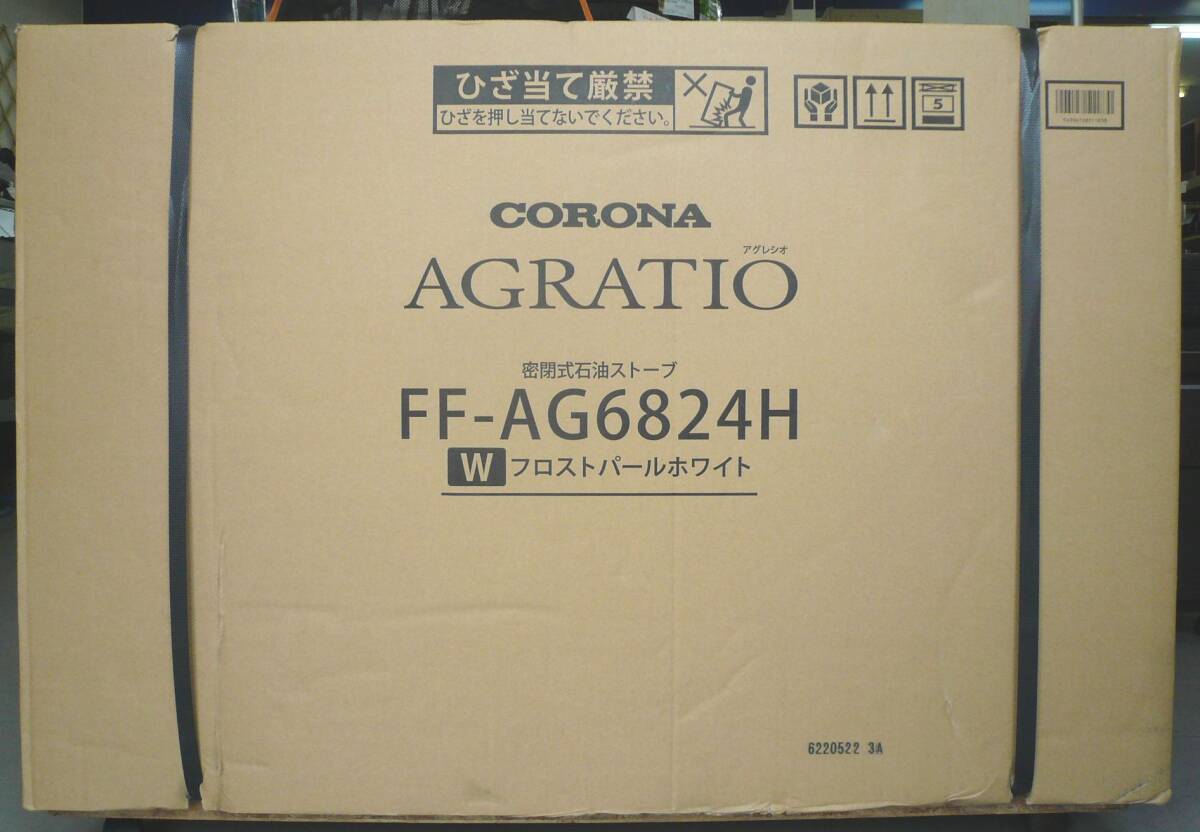 ひざ当て厳禁
ひざを押し当てないでください。
5
CORONA
アグレシオ
AGRATIO
密閉式石油ストーブ
FF-AG6824H
W フロストパールホワイト
6220522 3A